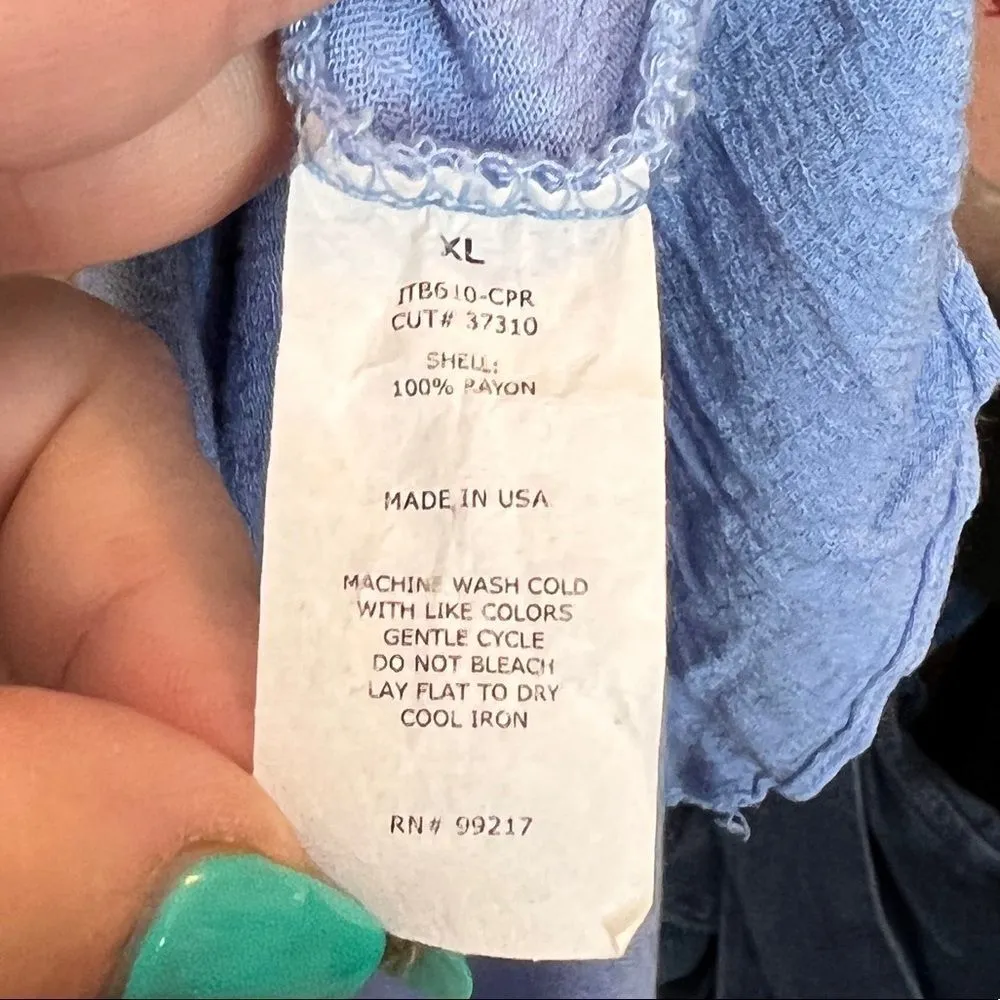 XL
ITB610-CPR
CUT# 37310
SHELL:
100% RAYON
MADE IN USA
MACHINE WASH COLD
WITH LIKE COLORS
GENTLE CYCLE
DO NOT BLEACH
LAY FLAT TO DRY
COOL IRON
RN# 99217